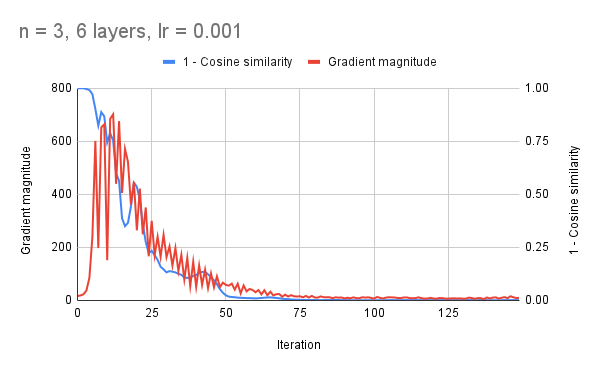 n = 3, 6 layers, lr = 0.001
1 - Cosine similarity
Gradient magnitude
800
600
400
200
0
Gradient magnitude
1.00
0.75
0.50
0.25
0.00
1 - Cosine similarity
0
25
50
75
100
125
Iteration